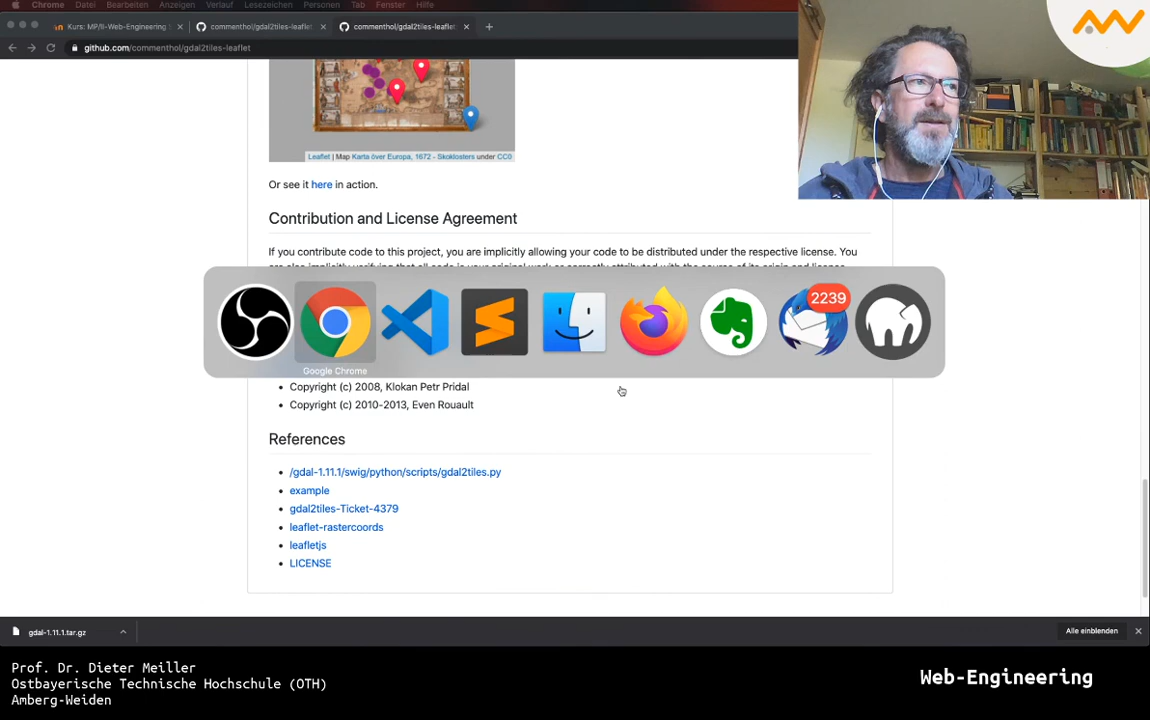 Chrome Datei Bearbeiten Anzeigen Verlauf Lesezeichen Personen Tab Fenster Hilfe
Kurs: MP/II-Web-Engineering
commenthol/gdal2tiles-leaflet
commenthol/gdal2tiles-leaflet
github.com/commenthol/gdal2tiles-leaflet
Leaflet | Map Karta över Europa, 1672 - Skoklosters under CC0
Or see it here in action.
Contribution and License Agreement
If you contribute code to this project, you are implicitly allowing your code to be distributed under the respective license. You
2239
Google Chrome
Copyright (c) 2008, Klokan Petr Pridal
Copyright (c) 2010-2013, Even Rouault
References
/gdal-1.11.1/swig/python/scripts/gdal2tiles.py
example
gdal2tiles-Ticket-4379
leaflet-rastercoords
leafletjs
LICENSE
gdal-1.11.1.tar.gz
Alle einblenden
Prof. Dr. Dieter Meiller
Ostbayerische Technische Hochschule (OTH)
Amberg-Weiden
Web-Engineering